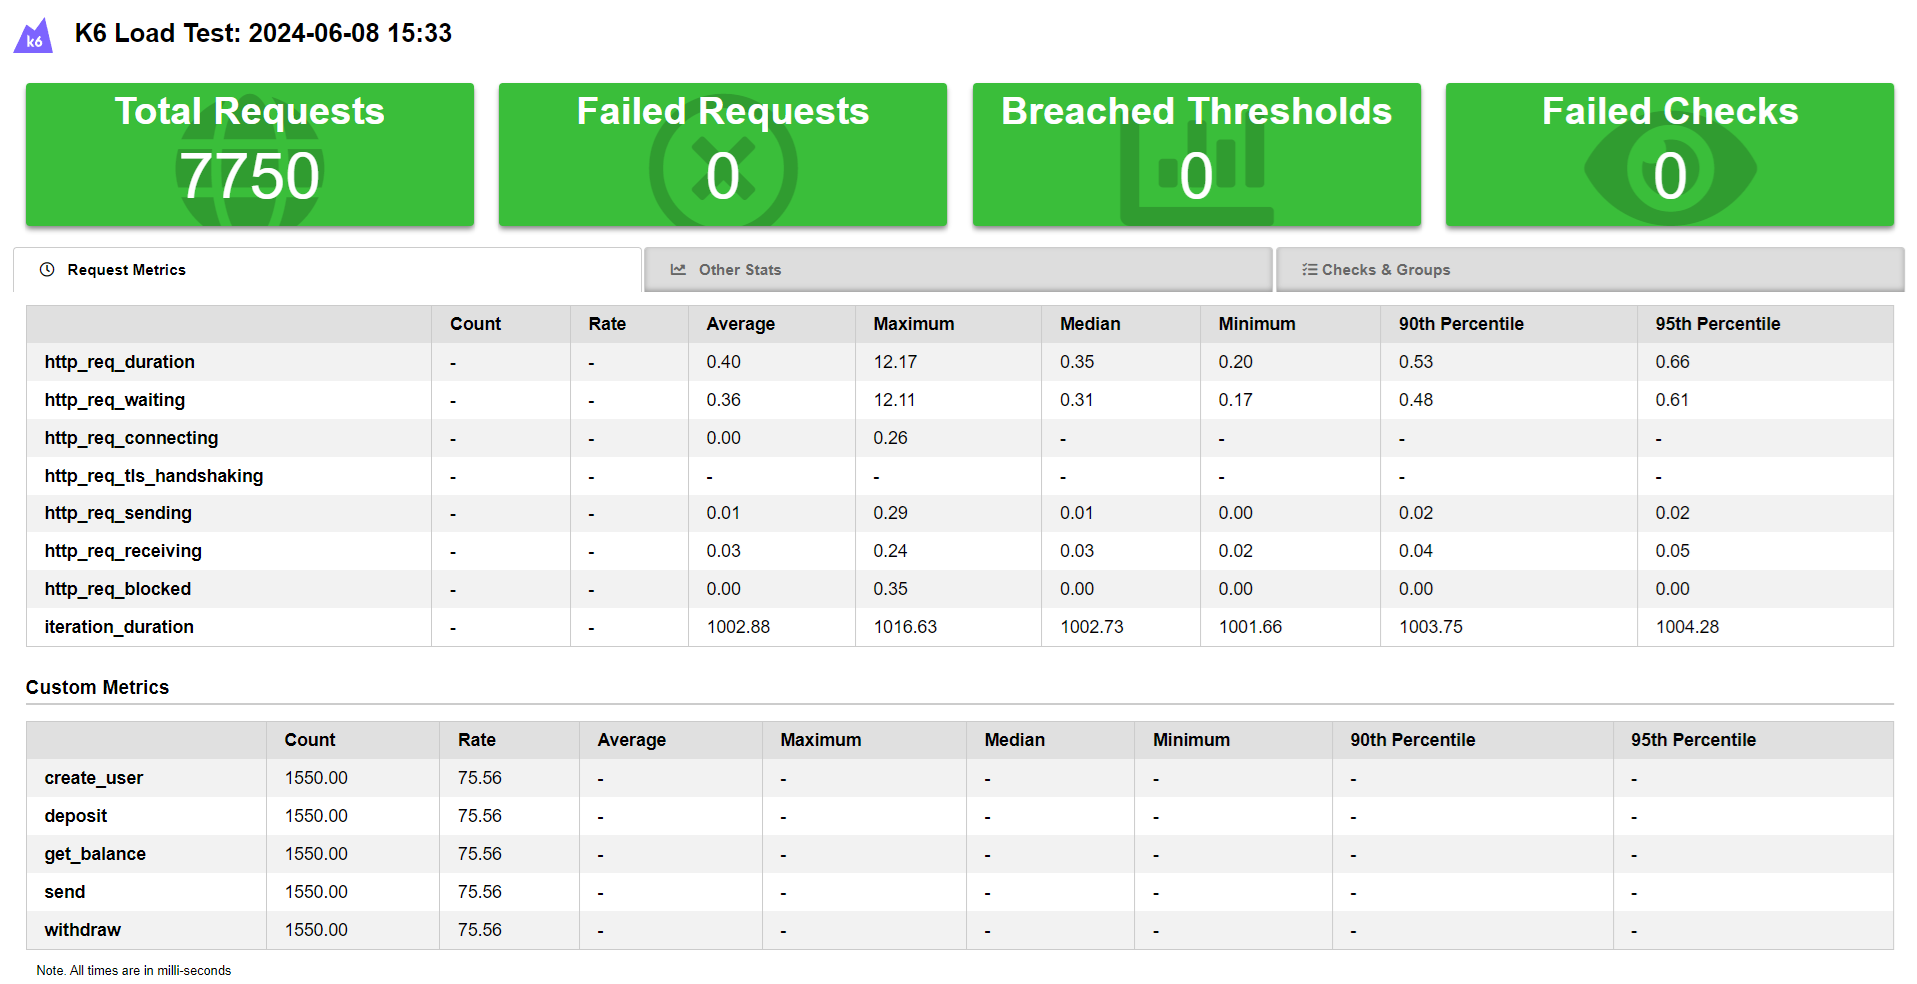 k6
K6 Load Test: 2024-06-08 15:33
Total Requests
7750
Failed Requests
0
Breached Thresholds
0
Failed Checks
0
Request Metrics
Other Stats
Checks & Groups
Count Rate Average Maximum Median Minimum 90th Percentile 95th Percentile
http_req_duration - - 0.40 12.17 0.35 0.20 0.53 0.66
http_req_waiting - - 0.36 12.11 0.31 0.17 0.48 0.61
http_req_connecting - - 0.00 0.26 - - - -
http_req_tls_handshaking - - - - - - - -
http_req_sending - - 0.01 0.29 0.01 0.00 0.02 0.02
http_req_receiving - - 0.03 0.24 0.03 0.02 0.04 0.05
http_req_blocked - - 0.00 0.35 0.00 0.00 0.00 0.00
iteration_duration - - 1002.88 1016.63 1002.73 1001.66 1003.75 1004.28
Custom Metrics
Count Rate Average Maximum Median Minimum 90th Percentile 95th Percentile
create_user 1550.00 75.56 - - - - - -
deposit 1550.00 75.56 - - - - - -
get_balance 1550.00 75.56 - - - - - -
send 1550.00 75.56 - - - - - -
withdraw 1550.00 75.56 - - - - - -
Note. All times are in milli-seconds